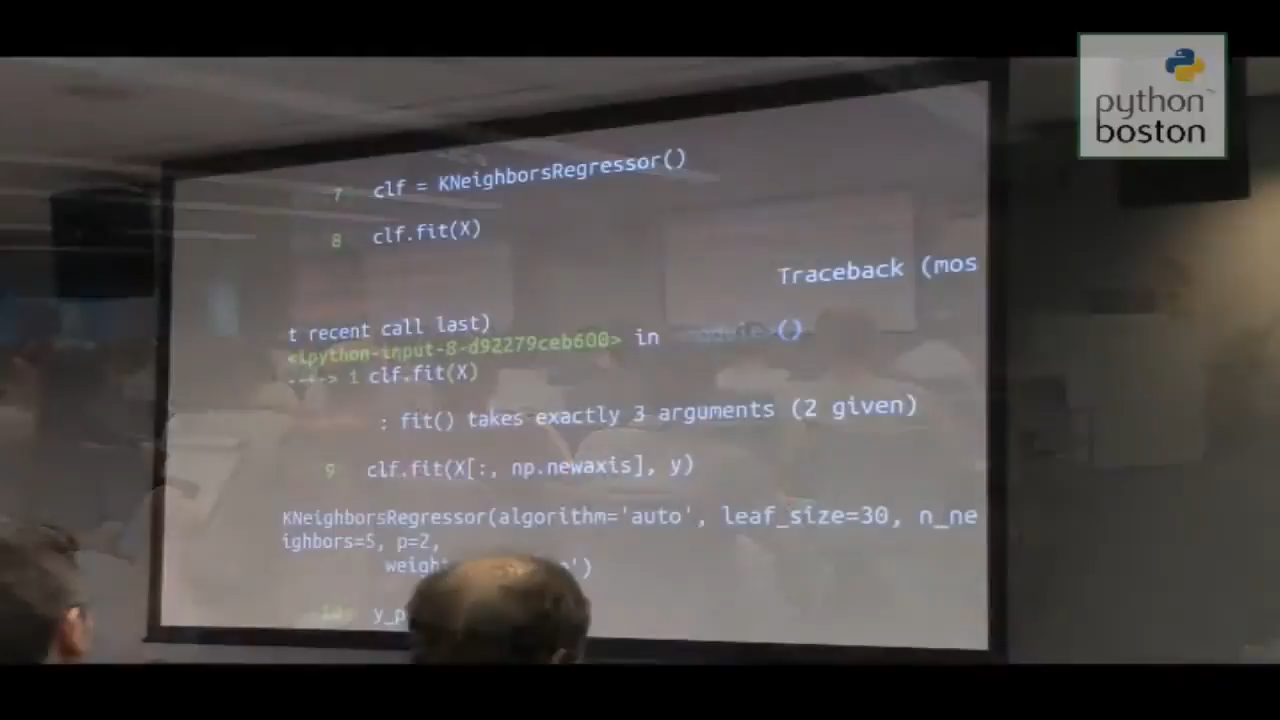 python
boston
7 clf = KNeighborsRegressor()
8 clf.fit(X)
Traceback (mos
t recent call last)
<ipython-input-8-d92279ceb600> in ()
----> 1 clf.fit(X)
: fit() takes exactly 3 arguments (2 given)
9 clf.fit(X[:, np.newaxis], y)
KNeighborsRegressor(algorithm='auto', leaf_size=30, n_ne
ighbors=5, p=2,
')
10